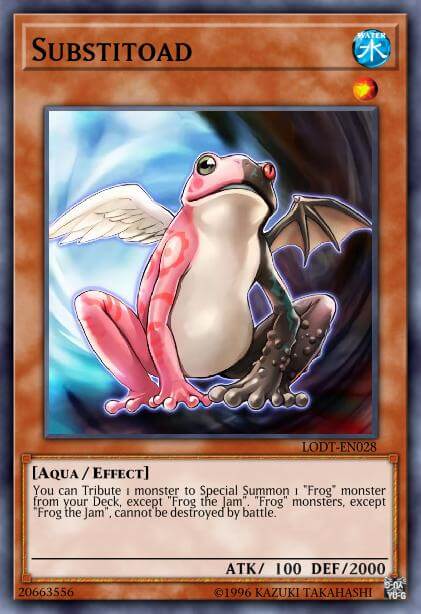 SUBSTITOAD
WATER
水
LODT-EN028
[AQUA / EFFECT]
You can Tribute 1 monster to Special Summon 1 "Frog" monster
from your Deck, except "Frog the Jam". "Frog" monsters, except
"Frog the Jam", cannot be destroyed by battle.
ATK/ 100 DEF/2000
20663556
©1996 KAZUKI TAKAHASHI